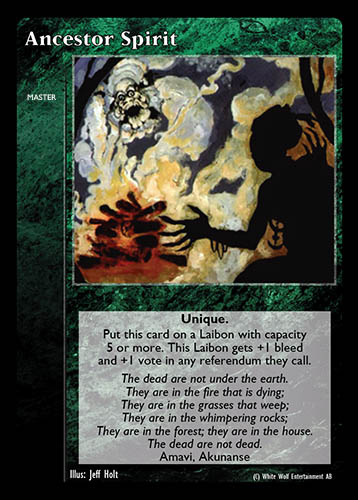 Ancestor Spirit
MASTER
Unique.
Put this card on a Laibon with capacity
5 or more. This Laibon gets +1 bleed
and +1 vote in any referendum they call.
The dead are not under the earth.
They are in the fire that is dying;
They are in the grasses that weep;
They are in the whimpering rocks;
They are in the forest; they are in the house.
The dead are not dead.
Amavi, Akunanse
Illus: Jeff Holt
(C) White Wolf Entertainment AB